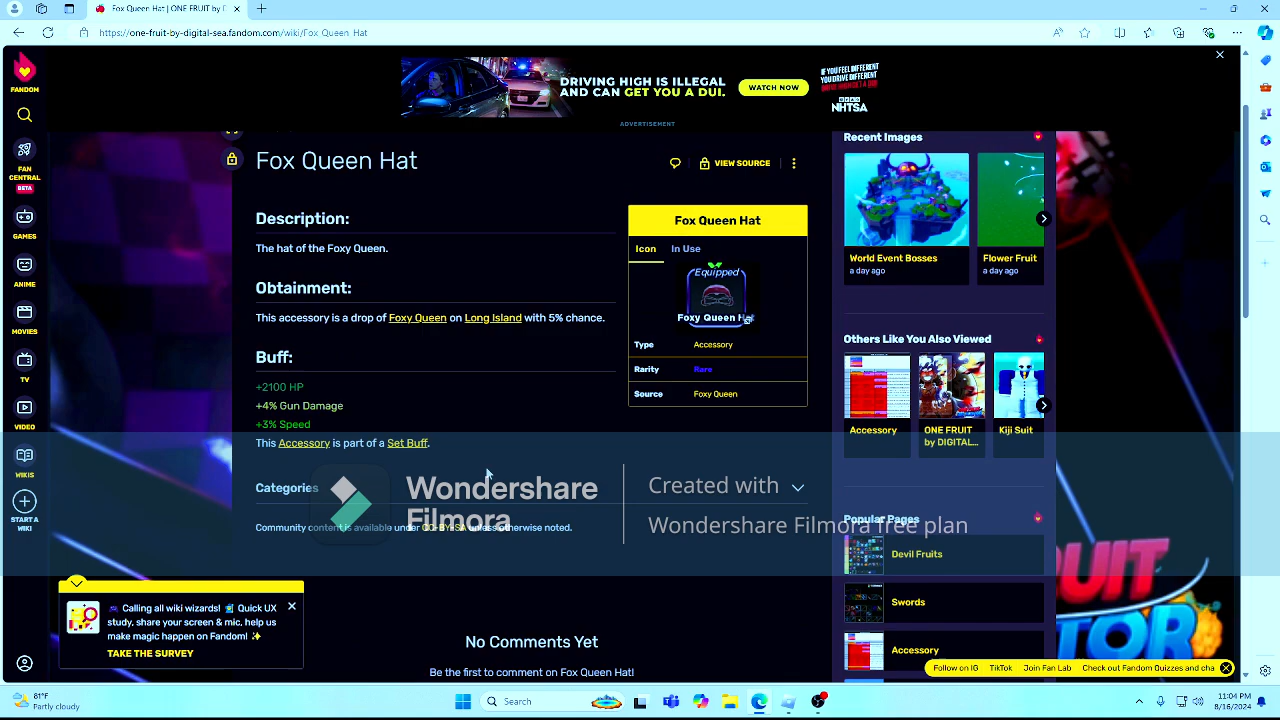 Fox Queen Hat | ONE FRUIT by D
https://one-fruit-by-digital-sea.fandom.com/wiki/Fox_Queen_Hat
DRIVING HIGH IS ILLEGAL
AND CAN GET YOU A DUI.
WATCH NOW
IF YOU FEEL DIFFERENT
YOU DRIVE DIFFERENT
NHTSA
ADVERTISEMENT
FANDOM
FAN
CENTRAL
BETA
GAMES
ANIME
MOVIES
TV
VIDEO
WIKIS
START A
WIKI
Fox Queen Hat
VIEW SOURCE
Description:
The hat of the Foxy Queen.
Obtainment:
This accessory is a drop of Foxy Queen on Long Island with 5% chance.
Buff:
+2100 HP
+4% Gun Damage
+3% Speed
This Accessory is part of a Set Buff.
Categories
Community content is available under CC-BY-SA unless otherwise noted.
Fox Queen Hat
Icon In Use
Equipped
Foxy Queen Hat
Type Accessory
Rarity Rare
Source Foxy Queen
Recent Images
World Event Bosses
a day ago
Flower Fruit
a day ago
Others Like You Also Viewed
Accessory
ONE FRUIT
by DIGITAL...
Kiji Suit
Popular Pages
Devil Fruits
Swords
Accessory
Wondershare
Filmora
Created with
Wondershare Filmora free plan
Calling all wiki wizards! Quick UX
study, share your screen & mic, help us
make magic happen on Fandom!
TAKE THE SURVEY
No Comments Yet
Be the first to comment on Fox Queen Hat!
Follow on IG TikTok Join Fan Lab Check out Fandom Quizzes and cha
81°F
Partly cloudy
Search
11:04 PM
8/16/2024